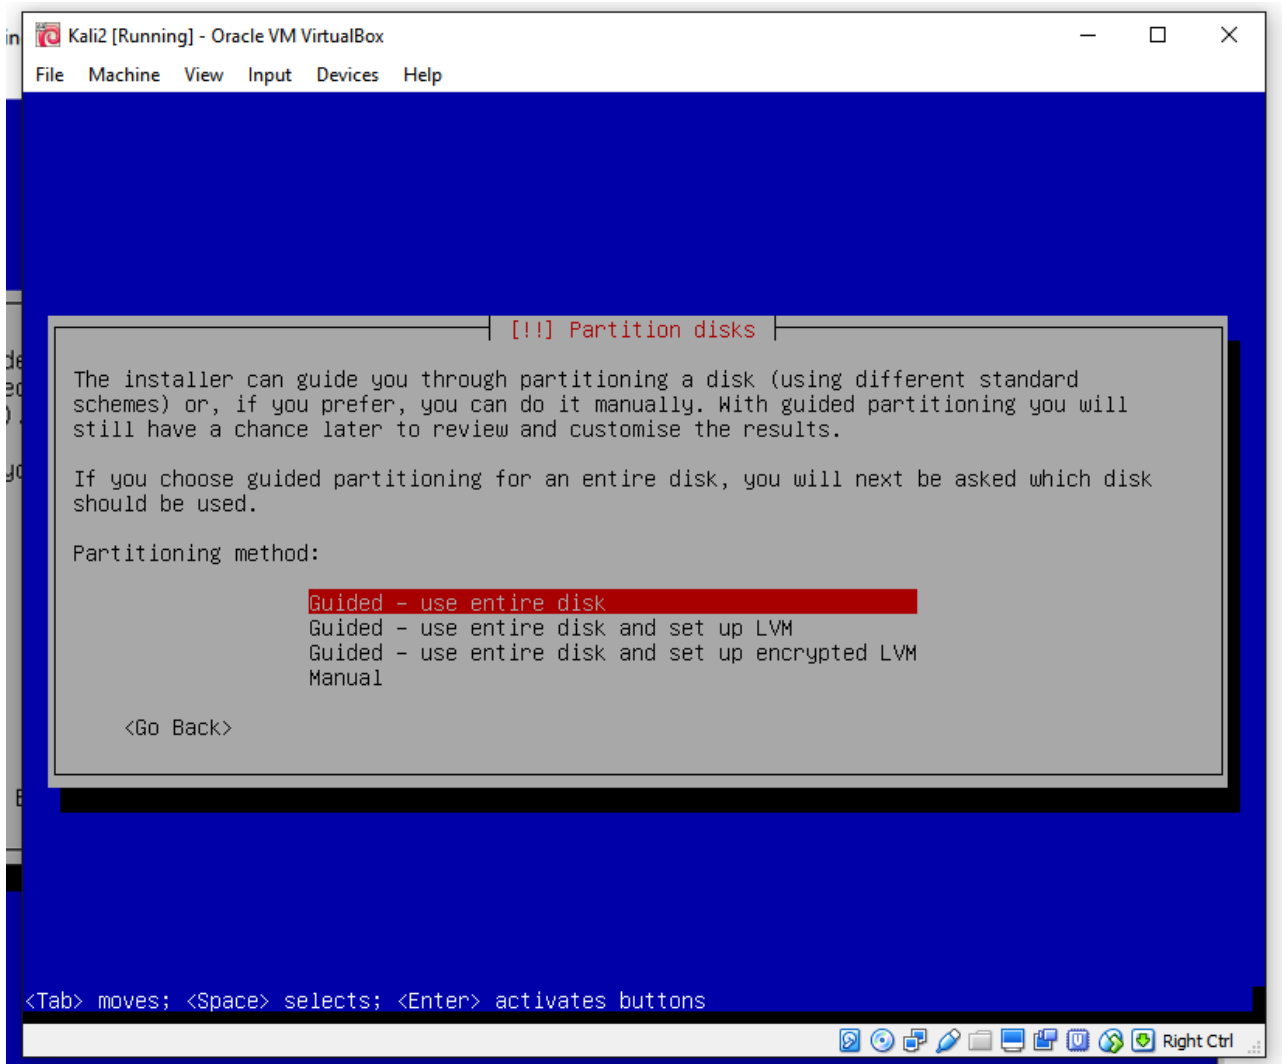 Kali2 [Running] - Oracle VM VirtualBox
File Machine View Input Devices Help
[!!] Partition disks
The installer can guide you through partitioning a disk (using different standard
schemes) or, if you prefer, you can do it manually. With guided partitioning you will
still have a chance later to review and customise the results.
If you choose guided partitioning for an entire disk, you will next be asked which disk
should be used.
Partitioning method:
Guided - use entire disk
Guided - use entire disk and set up LVM
Guided - use entire disk and set up encrypted LVM
Manual
<Go Back>
<Tab> moves; <Space> selects; <Enter> activates buttons
Right Ctrl